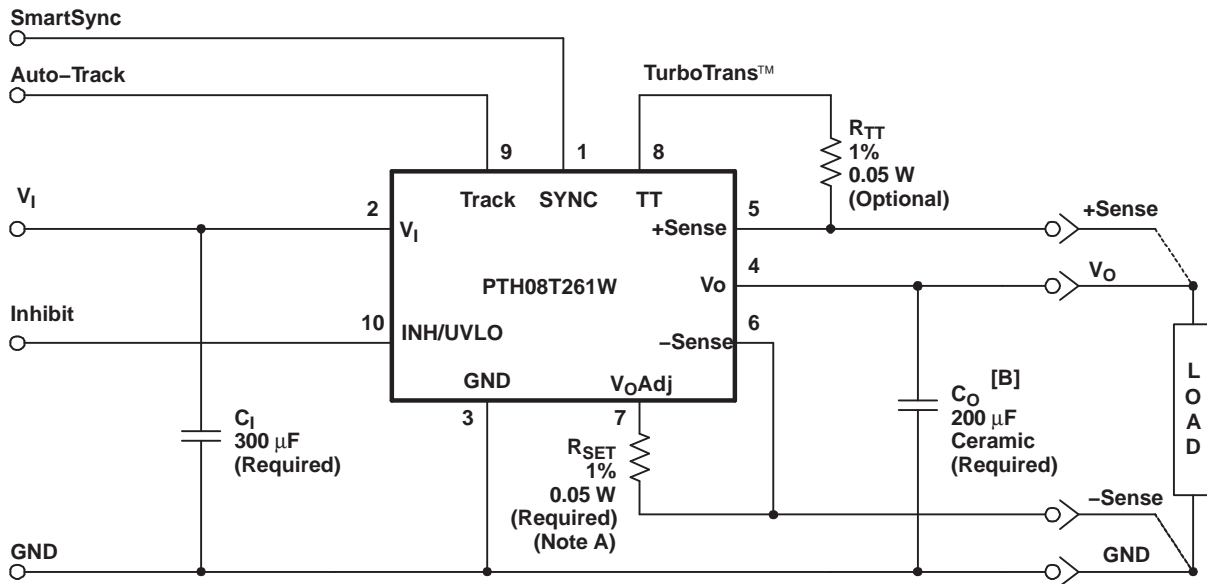 SmartSync
Auto−Track
TurboTrans™
RTT
1%
0.05 W
(Optional)
9
1
8
VI
2
Track
SYNC
TT
5
+Sense
VI
+Sense
4
PTH08T261W
Vo
VO
Inhibit
10
INH/UVLO
6
−Sense
GND
VOAdj
3
7
CI
300 μF
(Required)
RSET
1%
0.05 W
(Required)
(Note A)
CO
[B]
200 μF
Ceramic
(Required)
L
O
A
D
−Sense
GND
GND